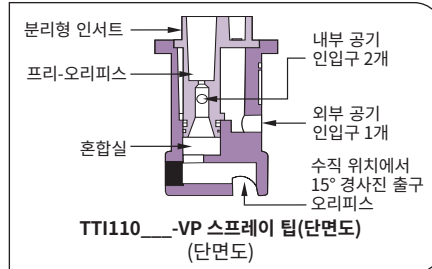 분리형 인서트
프리-오리피스
혼합실
내부 공기
인입구 2개
외부 공기
인입구 1개
수직 위치에서
15° 경사진 출구
오리피스
TTI110___-VP 스프레이 팁(단면도)
(단면도)